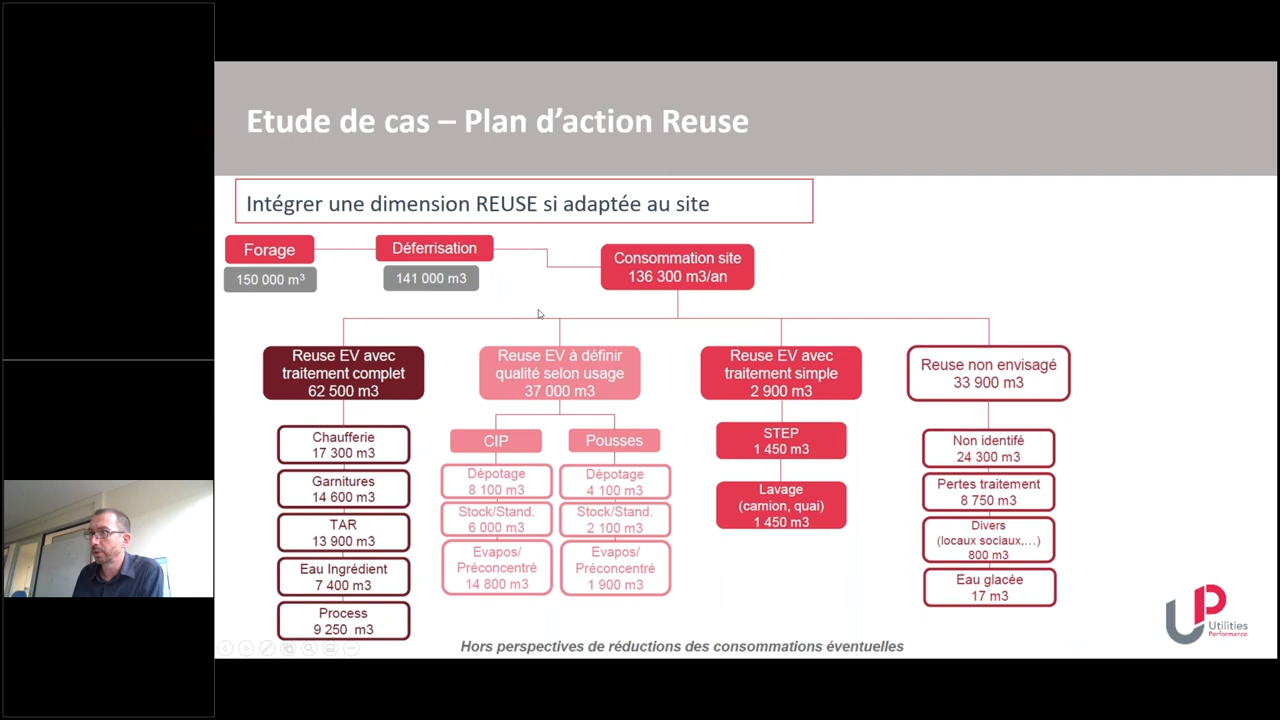 Etude de cas – Plan d’action Reuse
Intégrer une dimension REUSE si adaptée au site
Forage
150 000 m³
Déferrisation
141 000 m3
Consommation site
136 300 m3/an
Reuse EV avec
traitement complet
62 500 m3
Chaufferie
17 300 m3
Garnitures
14 600 m3
TAR
13 900 m3
Eau Ingrédient
7 400 m3
Process
9 250 m3
Reuse EV à définir
qualité selon usage
37 000 m3
CIP
Dépotage
8 100 m3
Stock/Stand.
6 000 m3
Evapos/
Préconcentré
14 800 m3
Pousses
Dépotage
4 100 m3
Stock/Stand.
2 100 m3
Evapos/
Préconcentré
1 900 m3
Reuse EV avec
traitement simple
2 900 m3
STEP
1 450 m3
Lavage
(camion, quai)
1 450 m3
Reuse non envisagé
33 900 m3
Non identifé
24 300 m3
Pertes traitement
8 750 m3
Divers
(locaux sociaux,...)
800 m3
Eau glacée
17 m3
Hors perspectives de réductions des consommations éventuelles
UP
Utilities
Performance